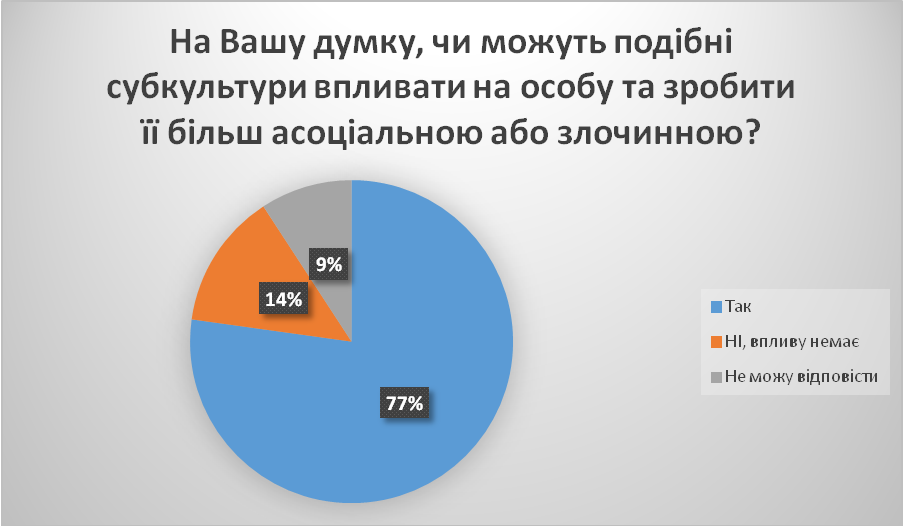 На Вашу думку, чи можуть подібні
субкультури впливати на особу та зробити
її більш асоціальною або злочинною?
9%
14%
77%
Так
НІ, впливу немає
Не можу відповісти